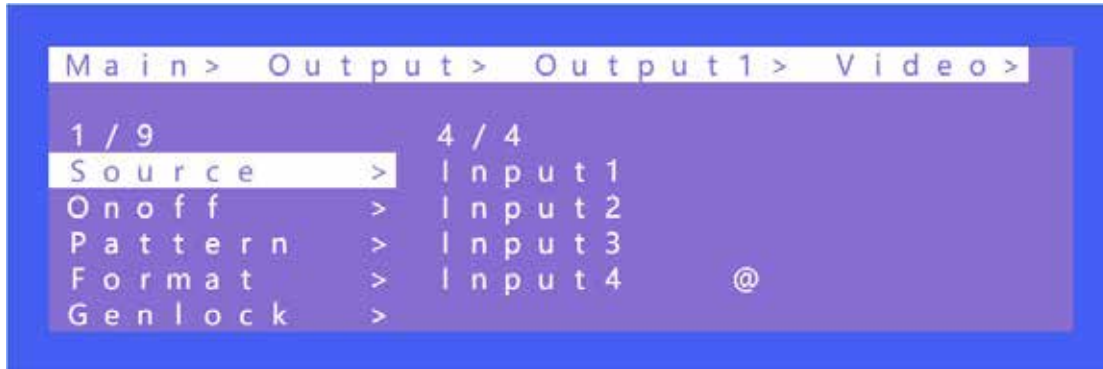 Main> Output> Output1> Video>
1/9 4/4
Source > Input1
Onoff > Input2
Pattern > Input3
Format > Input4 @
Genlock >